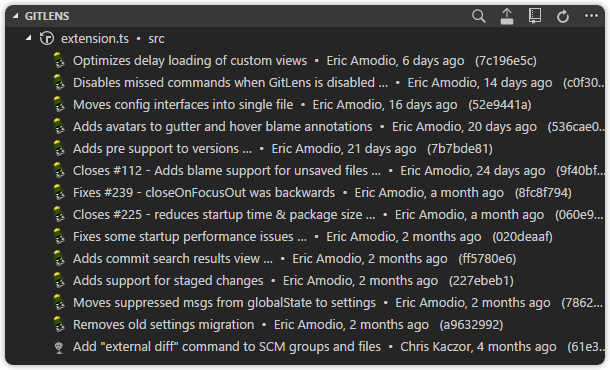 GITLENS
extension.ts • src
Optimizes delay loading of custom views • Eric Amodio, 6 days ago (7c196e5c)
Disables missed commands when GitLens is disabled ... • Eric Amodio, 14 days ago (c0f30...
Moves config interfaces into single file • Eric Amodio, 16 days ago (52e9441a)
Adds avatars to gutter and hover blame annotations • Eric Amodio, 20 days ago (536cae0...
Adds pre support to versions ... • Eric Amodio, 21 days ago (7b7bde81)
Closes #112 - Adds blame support for unsaved files ... • Eric Amodio, 24 days ago (9f40bf...
Fixes #239 - closeOnFocusOut was backwards • Eric Amodio, a month ago (8fc8f794)
Closes #225 - reduces startup time & package size ... • Eric Amodio, a month ago (060e9...
Fixes some startup performance issues ... • Eric Amodio, 2 months ago (020deaaf)
Adds commit search results view ... • Eric Amodio, 2 months ago (ff5780e6)
Adds support for staged changes • Eric Amodio, 2 months ago (227ebeb1)
Moves suppressed msgs from globalState to settings • Eric Amodio, 2 months ago (7862...
Removes old settings migration • Eric Amodio, 2 months ago (a9632992)
Add "external diff" command to SCM groups and files • Chris Kaczor, 4 months ago (61e3...